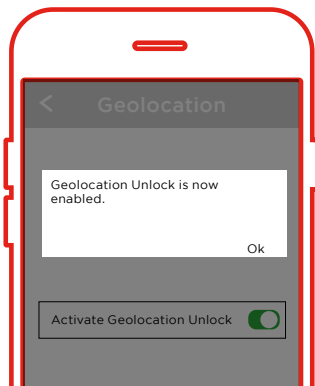 Geolocation
Geolocation Unlock is now
enabled.
Ok
Activate Geolocation Unlock